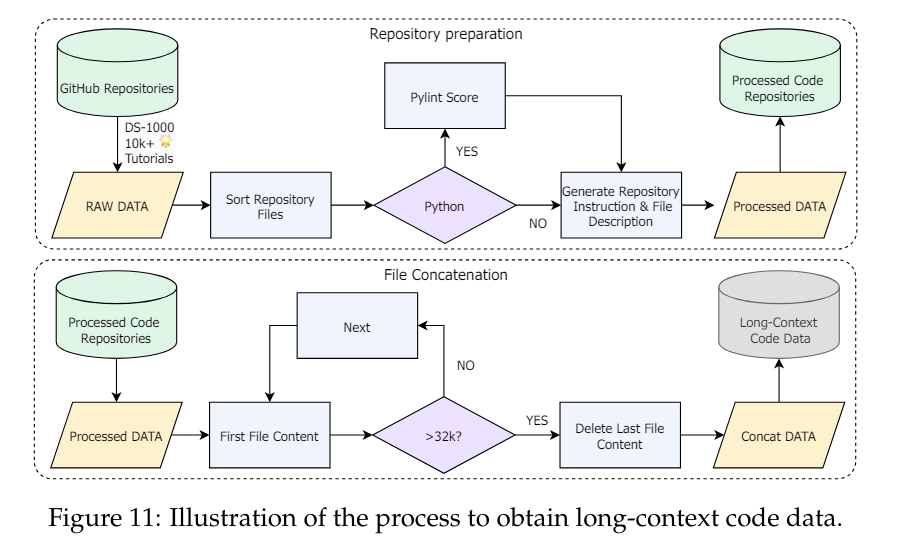 Repository preparation
GitHub Repositories
DS-1000
10k+ 🌟
Tutorials
RAW DATA
Sort Repository
Files
Python
YES
Pylint Score
NO
Generate Repository
Instruction & File
Description
Processed DATA
Processed Code
Repositories
File Concatenation
Processed Code
Repositories
Processed DATA
First File Content
Next
>32k?
NO
YES
Delete Last File
Content
Concat DATA
Long-Context
Code Data
Figure 11: Illustration of the process to obtain long-context code data.